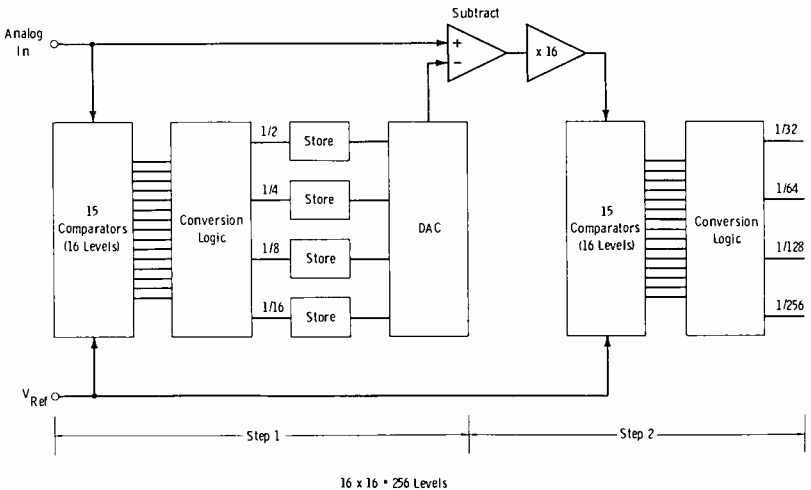 Subtract
Analog
In
+
−
x 16
15
Comparators
(16 Levels)
Conversion
Logic
1/2
Store
1/4
Store
1/8
Store
1/16
Store
DAC
15
Comparators
(16 Levels)
Conversion
Logic
1/32
1/64
1/128
1/256
V Ref
Step 1
Step 2
16 x 16 = 256 Levels